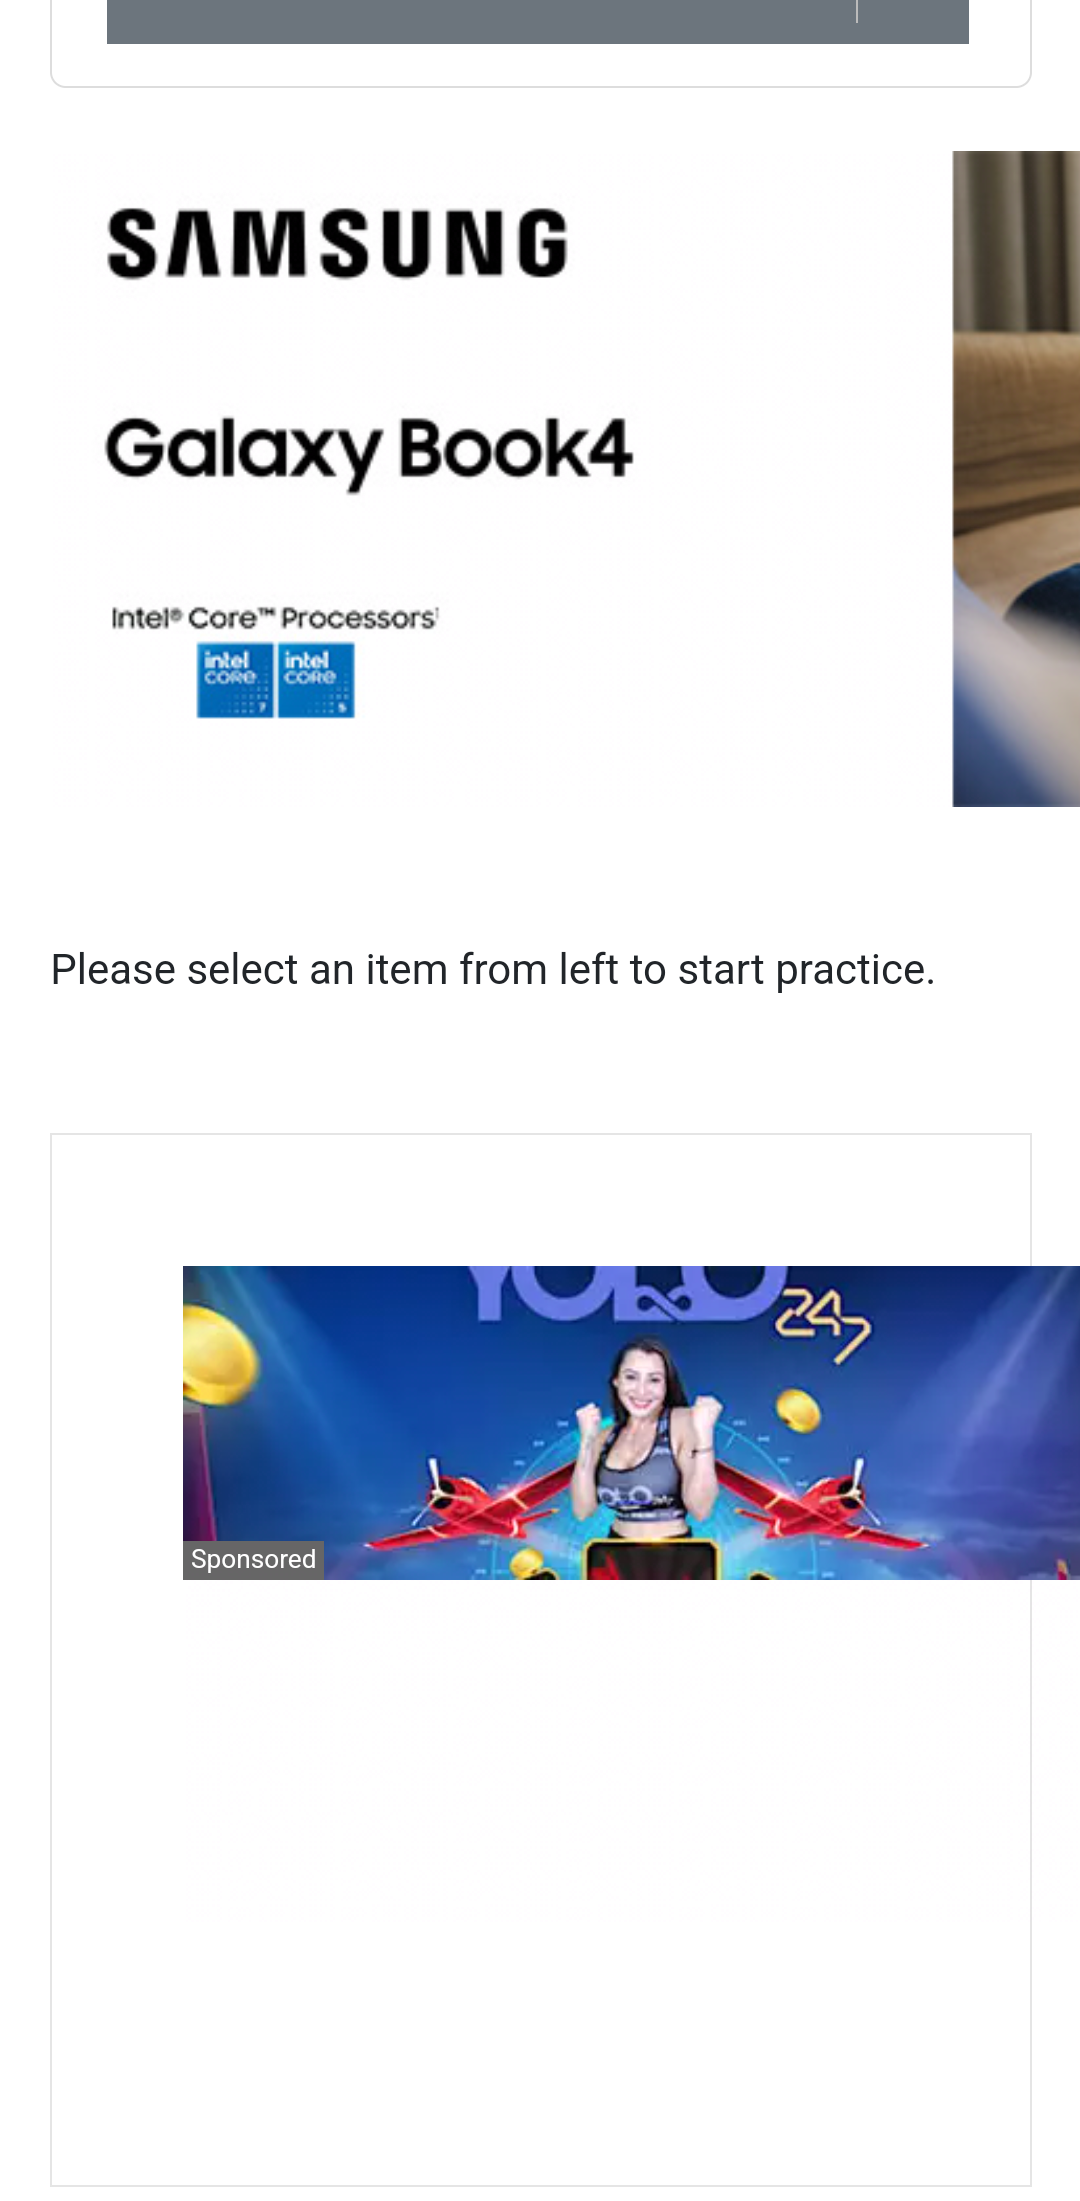 SAMSUNG
Galaxy Book4
Intel® Core™ Processors¹
intel intel
CORE CORE
7 5
Please select an item from left to start practice.
YOLO
247
YOLO
Sponsored